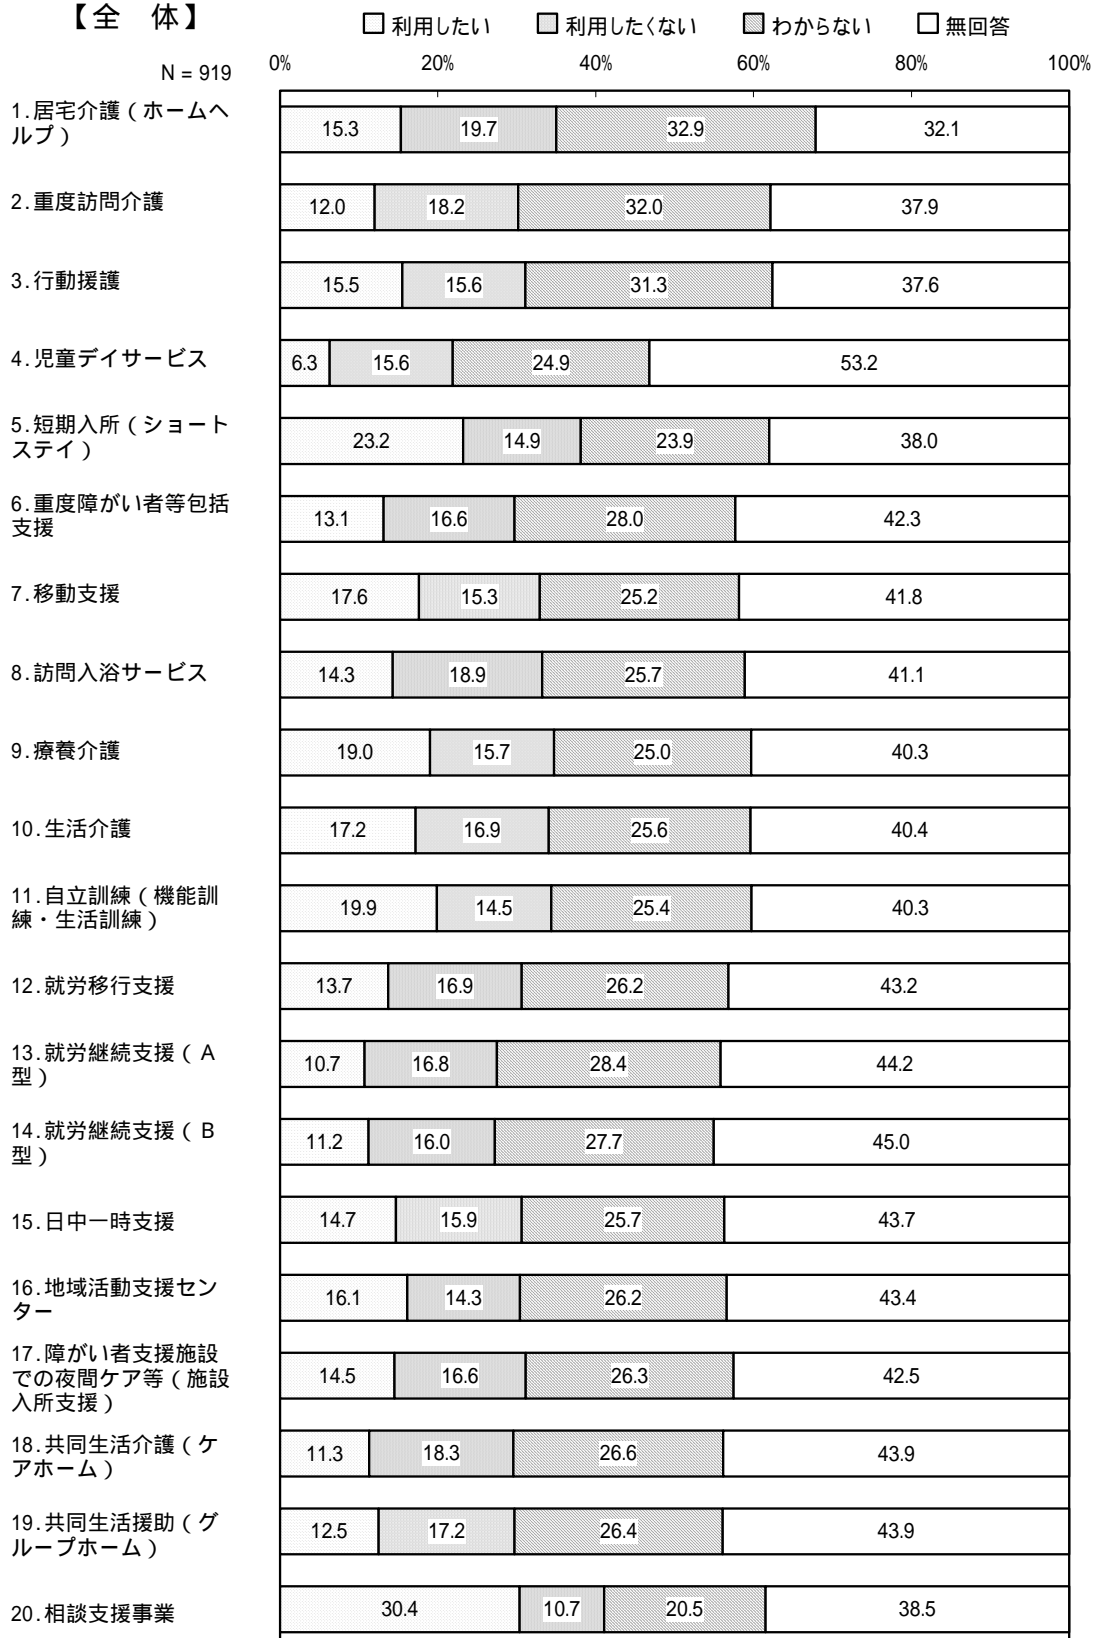 【全　体】
利用したい 利用したくない わからない 無回答
N = 919
0% 20% 40% 60% 80% 100%
1.居宅介護（ホームヘ
ルプ）
15.3 19.7 32.9 32.1
2.重度訪問介護
12.0 18.2 32.0 37.9
3.行動援護
15.5 15.6 31.3 37.6
4.児童デイサービス
6.3 15.6 24.9 53.2
5.短期入所（ショート
ステイ）
23.2 14.9 23.9 38.0
6.重度障がい者等包括
支援
13.1 16.6 28.0 42.3
7.移動支援
17.6 15.3 25.2 41.8
8.訪問入浴サービス
14.3 18.9 25.7 41.1
9.療養介護
19.0 15.7 25.0 40.3
10.生活介護
17.2 16.9 25.6 40.4
11.自立訓練（機能訓
練・生活訓練）
19.9 14.5 25.4 40.3
12.就労移行支援
13.7 16.9 26.2 43.2
13.就労継続支援（A
型）
10.7 16.8 28.4 44.2
14.就労継続支援（B
型）
11.2 16.0 27.7 45.0
15.日中一時支援
14.7 15.9 25.7 43.7
16.地域活動支援セン
ター
16.1 14.3 26.2 43.4
17.障がい者支援施設
での夜間ケア等（施設
入所支援）
14.5 16.6 26.3 42.5
18.共同生活介護（ケ
アホーム）
11.3 18.3 26.6 43.9
19.共同生活援助（グ
ループホーム）
12.5 17.2 26.4 43.9
20.相談支援事業
30.4 10.7 20.5 38.5